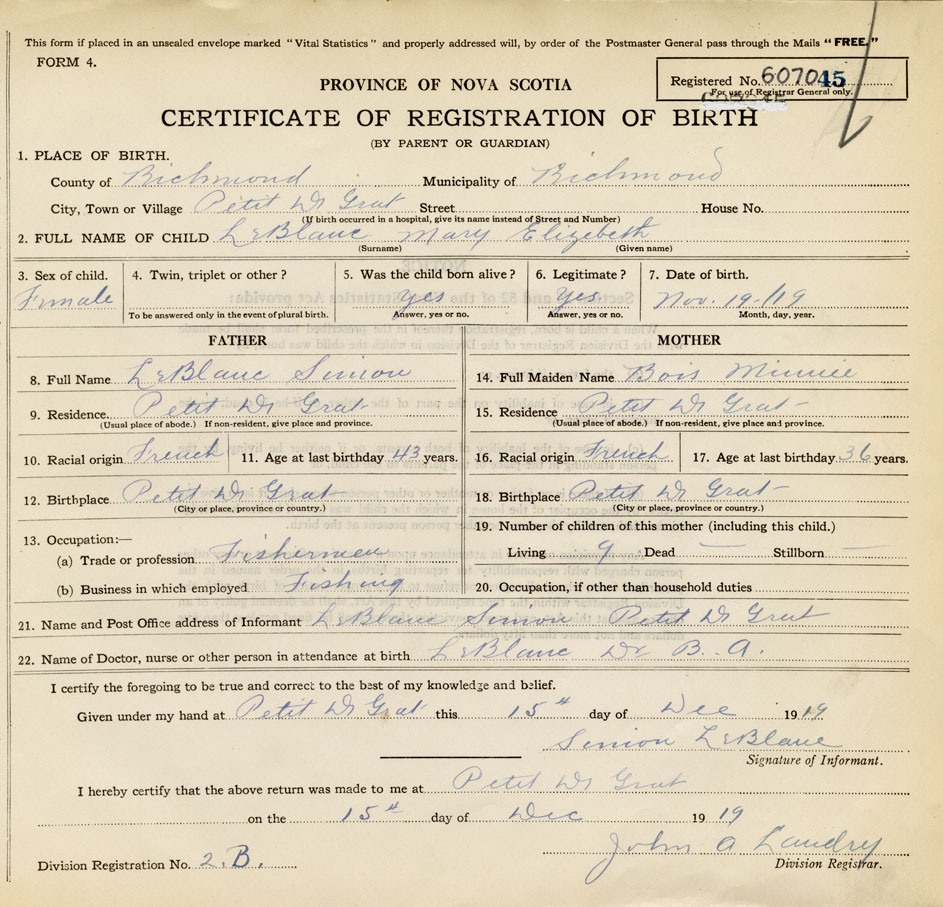 This form if placed in an unsealed envelope marked "Vital Statistics" and properly addressed will, by order of the Postmaster General pass through the Mails "FREE."
FORM 4.
PROVINCE OF NOVA SCOTIA
Registered No. 607045
For use of Registrar General only.
CERTIFICATE OF REGISTRATION OF BIRTH
(BY PARENT OR GUARDIAN)
1. PLACE OF BIRTH.
County of Richmond Municipality of Richmond
City, Town or Village Petit De Grat Street House No.
(If birth occurred in a hospital, give its name instead of Street and Number)
2. FULL NAME OF CHILD LeBlanc Mary Elizabeth
(Surname) (Given name)
3. Sex of child. 4. Twin, triplet or other? 5. Was the child born alive? 6. Legitimate? 7. Date of birth.
Female yes Yes Nov. 19-/19
To be answered only in the event of plural birth. Answer, yes or no. Answer, yes or no. Month, day, year.
FATHER MOTHER
8. Full Name LeBlanc Simion 14. Full Maiden Name Bois Minnie
9. Residence Petit De Grat 15. Residence Petit De Grat
(Usual place of abode.) If non-resident, give place and province. (Usual place of abode.) If non-resident, give place and province.
10. Racial origin French 11. Age at last birthday 43 years. 16. Racial origin French 17. Age at last birthday 36 years.
12. Birthplace Petit De Grat 18. Birthplace Petit De Grat
(City or place, province or country.) (City or place, province or country.)
13. Occupation:— 19. Number of children of this mother (including this child.)
(a) Trade or profession Fishermen Living 9 Dead — Stillborn —
(b) Business in which employed Fishing 20. Occupation, if other than household duties
21. Name and Post Office address of Informant LeBlanc Simion Petit De Grat
22. Name of Doctor, nurse or other person in attendance at birth LeBlanc Dr B. A.
I certify the foregoing to be true and correct to the best of my knowledge and belief.
Given under my hand at Petit De Grat this 15th day of Dec 1919
Simion LeBlanc
Signature of Informant.
I hereby certify that the above return was made to me at Petit De Grat
on the 15th day of Dec 19 19
John A Landry
Division Registration No. 2.B. Division Registrar.